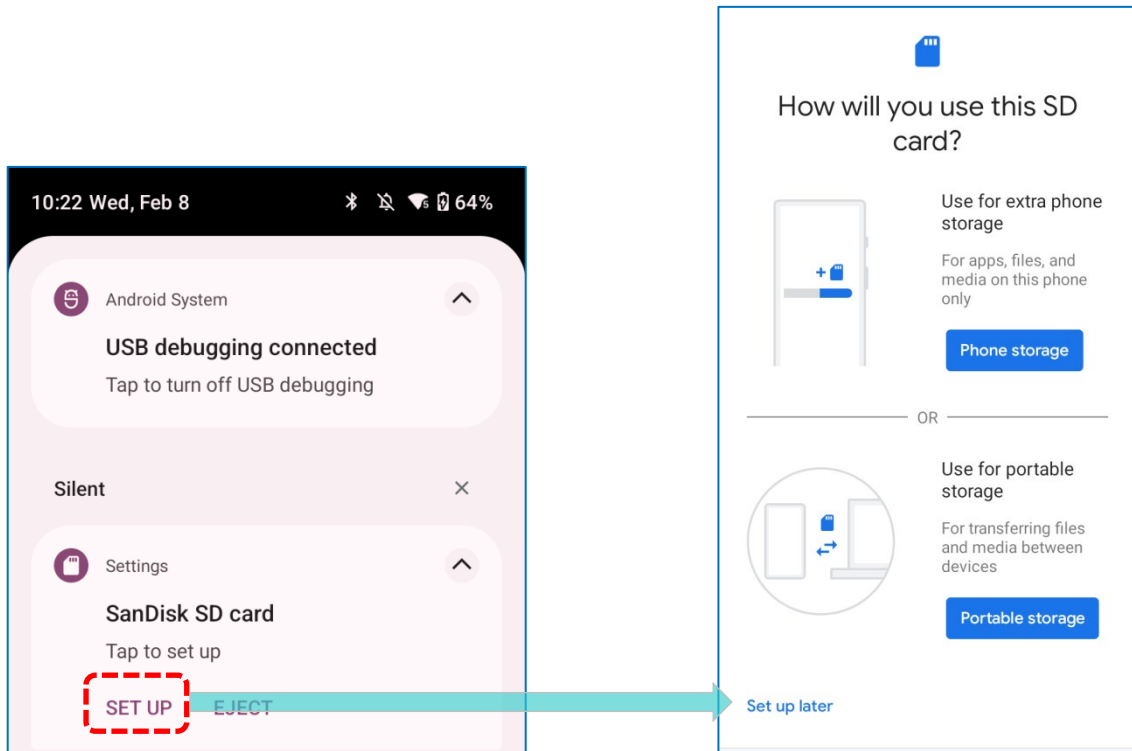 10:22 Wed, Feb 8
5 64%
Android System
USB debugging connected
Tap to turn off USB debugging
Silent
Settings
SanDisk SD card
Tap to set up
SET UP EJECT
How will you use this SD
card?
Use for extra phone
storage
For apps, files, and
media on this phone
only
Phone storage
OR
Use for portable
storage
For transferring files
and media between
devices
Portable storage
Set up later